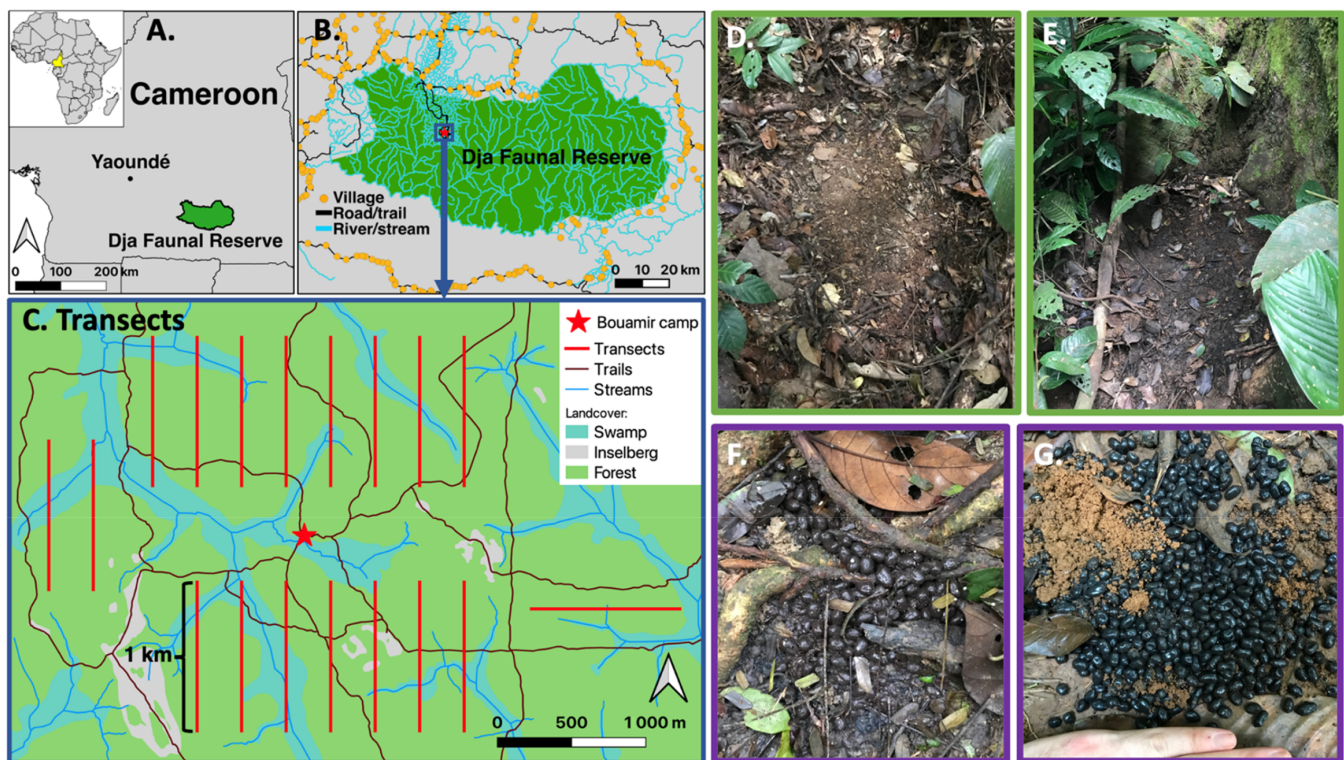 A.
Cameroon
Yaoundé
Dja Faunal Reserve
0 100 200 km
B.
Dja Faunal Reserve
Village
Road/trail
River/stream
0 10 20 km
C. Transects
Bouamir camp
Transects
Trails
Streams
Landcover:
Swamp
Inselberg
Forest
1 km
0 500 1 000 m
D.
E.
F.
G.